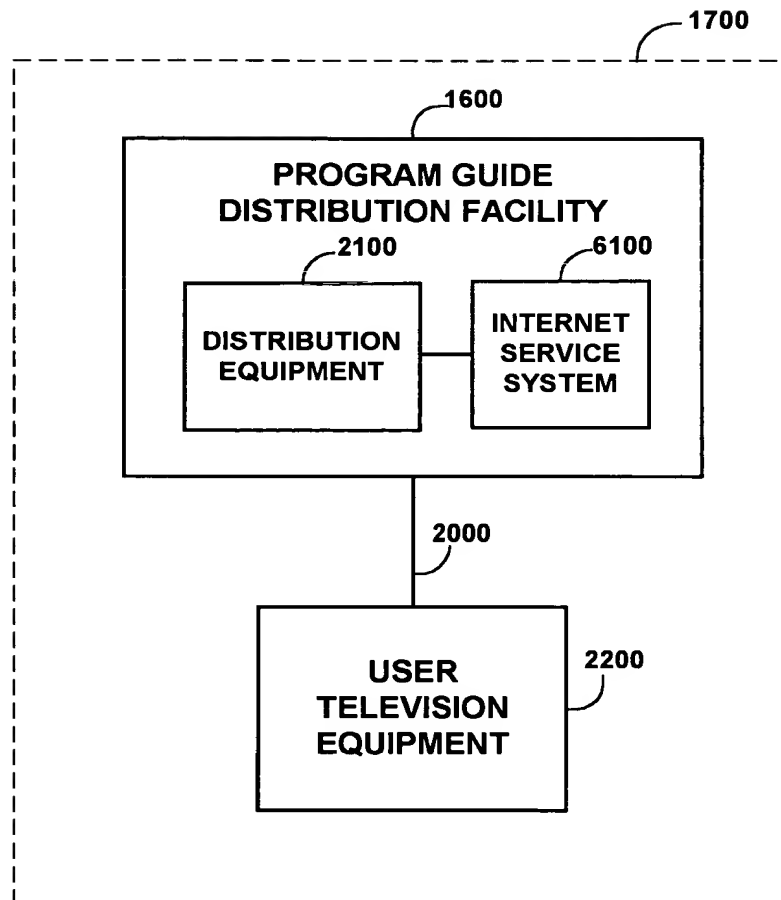 1700
1600
PROGRAM GUIDE
DISTRIBUTION FACILITY
2100
6100
DISTRIBUTION
EQUIPMENT
INTERNET
SERVICE
SYSTEM
2000
USER
TELEVISION
EQUIPMENT
2200